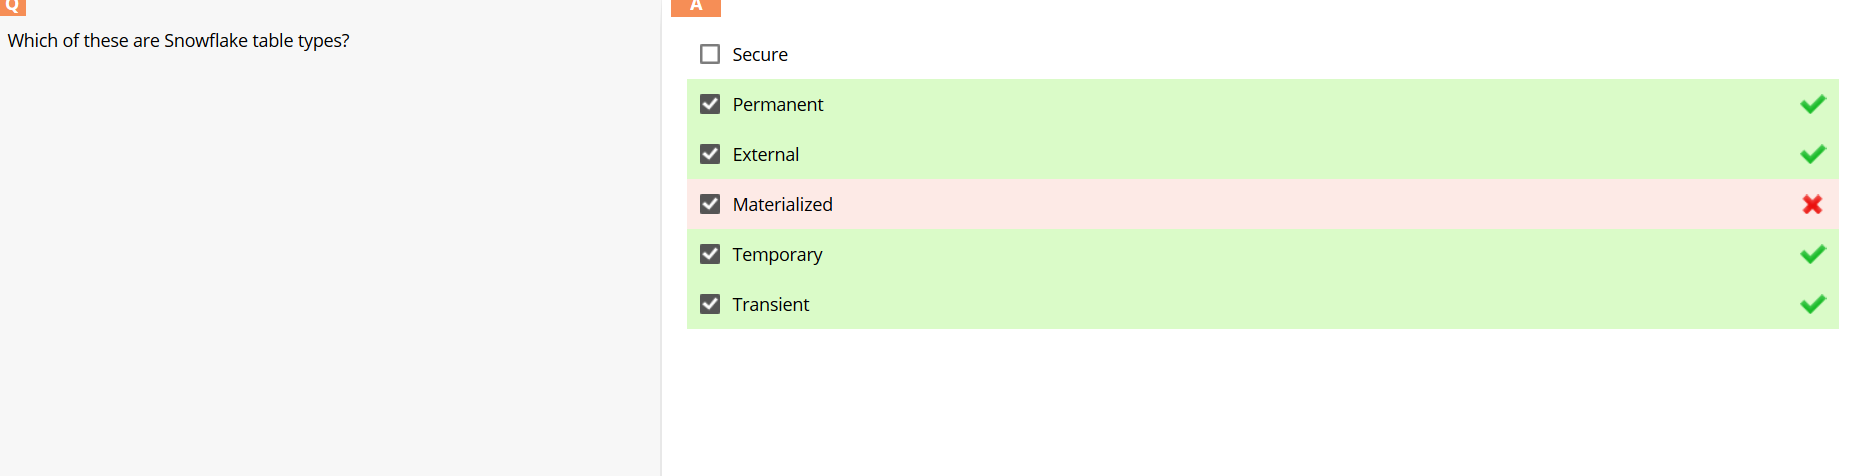 Q
Which of these are Snowflake table types?
A
Secure
Permanent
External
Materialized
Temporary
Transient